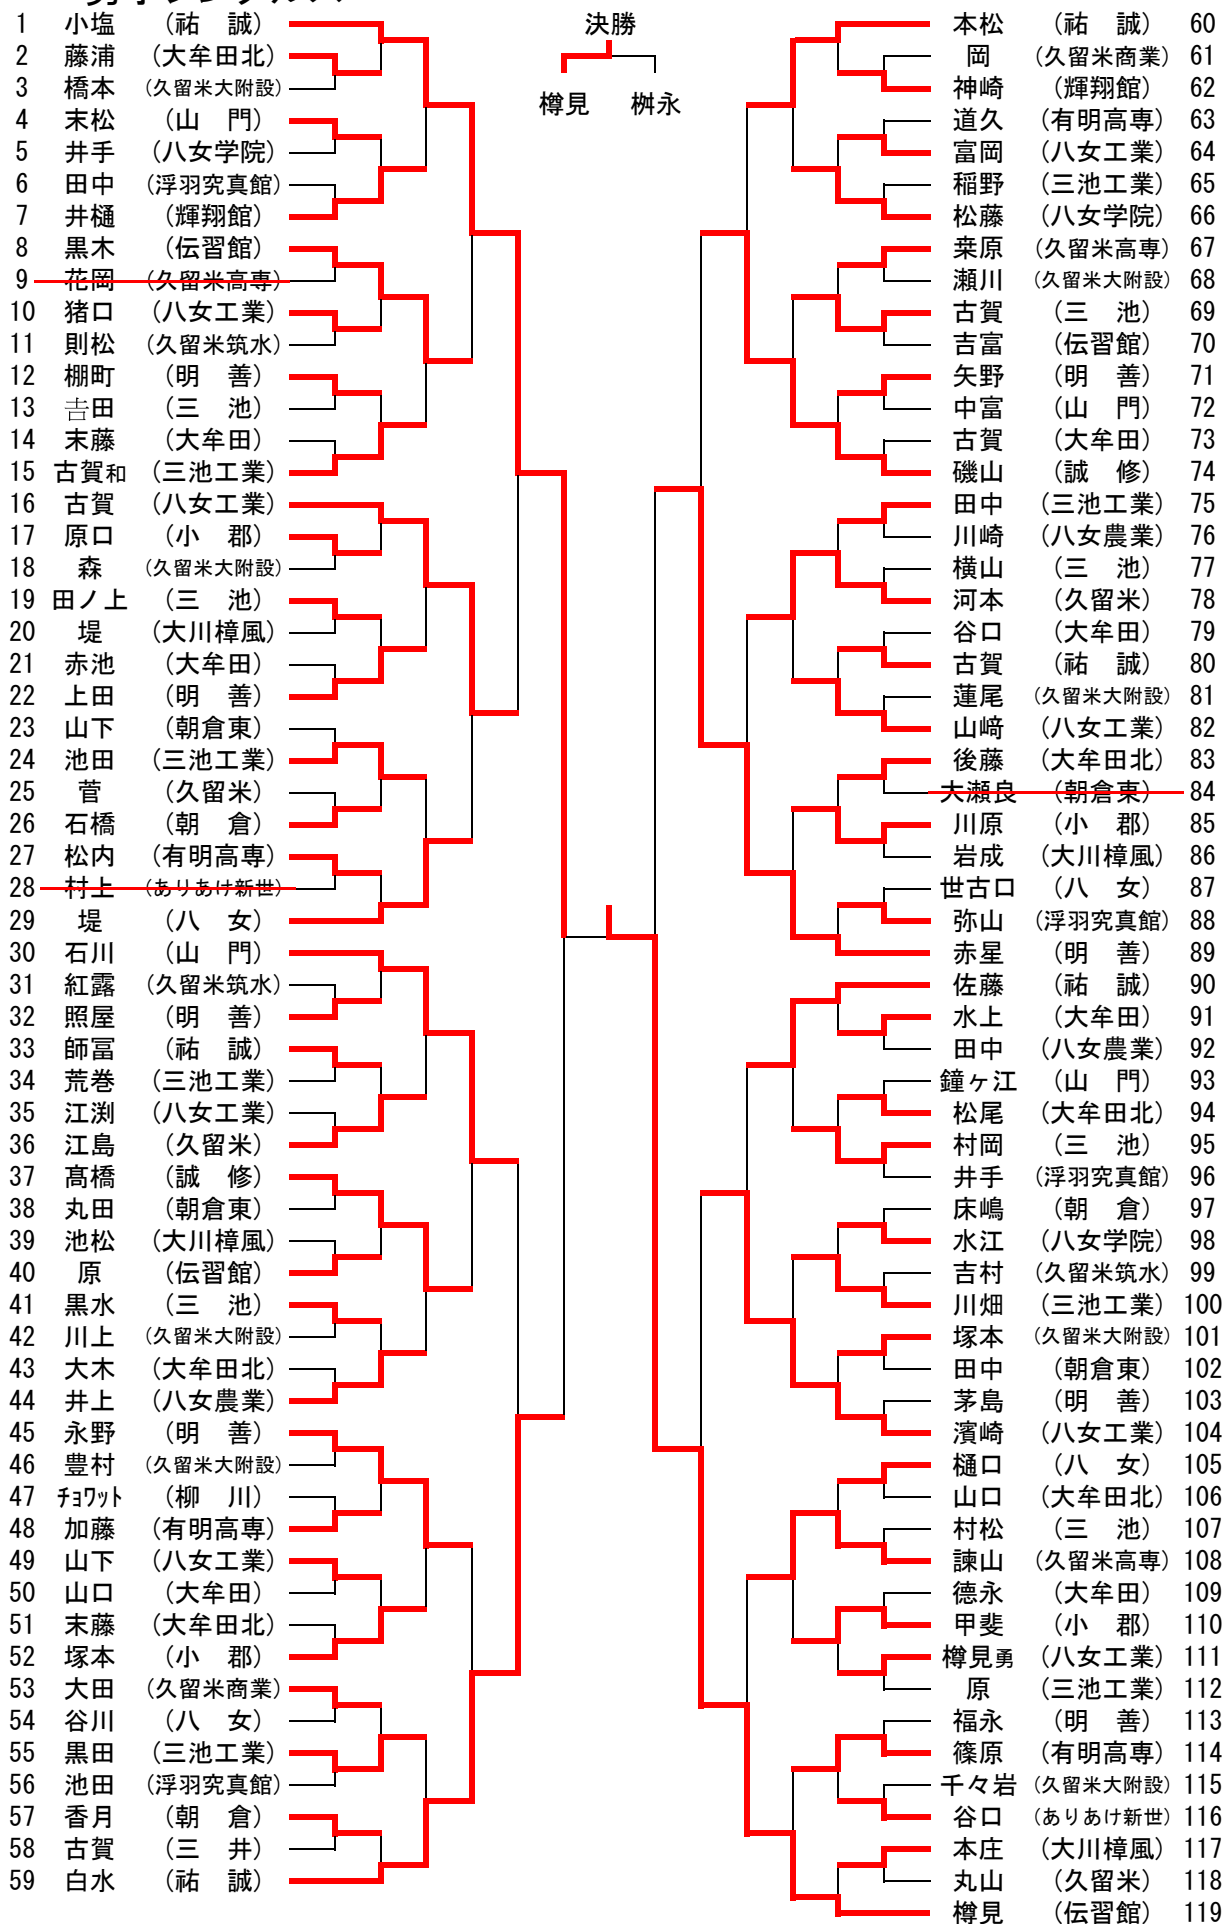 決勝
樽見 桝永
1 小塩 (祐 誠)
2 藤浦 (大牟田北)
3 橋本 (久留米大附設)
4 末松 (山 門)
5 井手 (八女学院)
6 田中 (浮羽究真館)
7 井樋 (輝翔館)
8 黒木 (伝習館)
9 花岡 (久留米高専)
10 猪口 (八女工業)
11 則松 (久留米筑水)
12 棚町 (明 善)
13 𠮷田 (三 池)
14 末藤 (大牟田)
15 古賀和 (三池工業)
16 古賀 (八女工業)
17 原口 (小 郡)
18 森 (久留米大附設)
19 田ノ上 (三 池)
20 堤 (大川樟風)
21 赤池 (大牟田)
22 上田 (明 善)
23 山下 (朝倉東)
24 池田 (三池工業)
25 菅 (久留米)
26 石橋 (朝 倉)
27 松内 (有明高専)
28 村上 (ありあけ新世)
29 堤 (八 女)
30 石川 (山 門)
31 紅露 (久留米筑水)
32 照屋 (明 善)
33 師冨 (祐 誠)
34 荒巻 (三池工業)
35 江渕 (八女工業)
36 江島 (久留米)
37 髙橋 (誠 修)
38 丸田 (朝倉東)
39 池松 (大川樟風)
40 原 (伝習館)
41 黒水 (三 池)
42 川上 (久留米大附設)
43 大木 (大牟田北)
44 井上 (八女農業)
45 永野 (明 善)
46 豊村 (久留米大附設)
47 チョワット (柳 川)
48 加藤 (有明高専)
49 山下 (八女工業)
50 山口 (大牟田)
51 末藤 (大牟田北)
52 塚本 (小 郡)
53 大田 (久留米商業)
54 谷川 (八 女)
55 黒田 (三池工業)
56 池田 (浮羽究真館)
57 香月 (朝 倉)
58 古賀 (三 井)
59 白水 (祐 誠)
本松 (祐 誠) 60
岡 (久留米商業) 61
神崎 (輝翔館) 62
道久 (有明高専) 63
富岡 (八女工業) 64
稲野 (三池工業) 65
松藤 (八女学院) 66
桒原 (久留米高専) 67
瀬川 (久留米大附設) 68
古賀 (三 池) 69
吉富 (伝習館) 70
矢野 (明 善) 71
中富 (山 門) 72
古賀 (大牟田) 73
磯山 (誠 修) 74
田中 (三池工業) 75
川崎 (八女農業) 76
横山 (三 池) 77
河本 (久留米) 78
谷口 (大牟田) 79
古賀 (祐 誠) 80
蓮尾 (久留米大附設) 81
山﨑 (八女工業) 82
後藤 (大牟田北) 83
大瀬良 (朝倉東) 84
川原 (小 郡) 85
岩成 (大川樟風) 86
世古口 (八 女) 87
弥山 (浮羽究真館) 88
赤星 (明 善) 89
佐藤 (祐 誠) 90
水上 (大牟田) 91
田中 (八女農業) 92
鐘ヶ江 (山 門) 93
松尾 (大牟田北) 94
村岡 (三 池) 95
井手 (浮羽究真館) 96
床嶋 (朝 倉) 97
水江 (八女学院) 98
吉村 (久留米筑水) 99
川畑 (三池工業) 100
塚本 (久留米大附設) 101
田中 (朝倉東) 102
茅島 (明 善) 103
濱崎 (八女工業) 104
樋口 (八 女) 105
山口 (大牟田北) 106
村松 (三 池) 107
諫山 (久留米高専) 108
德永 (大牟田) 109
甲斐 (小 郡) 110
樽見勇 (八女工業) 111
原 (三池工業) 112
福永 (明 善) 113
篠原 (有明高専) 114
千々岩 (久留米大附設) 115
谷口 (ありあけ新世) 116
本庄 (大川樟風) 117
丸山 (久留米) 118
樽見 (伝習館) 119